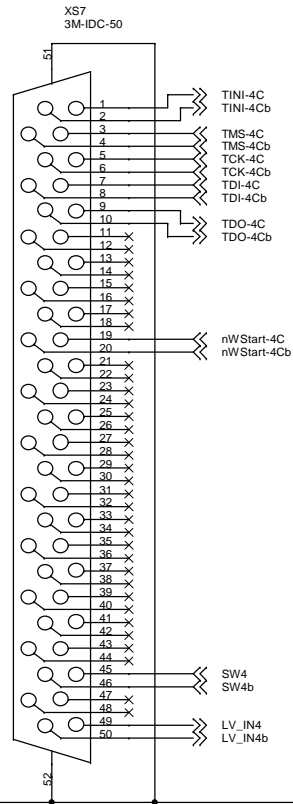 XS7
3M-IDC-50
51
1 TINI-4C
2 TINI-4Cb
3 TMS-4C
4 TMS-4Cb
5 TCK-4C
6 TCK-4Cb
7 TDI-4C
8 TDI-4Cb
9 TDO-4C
10 TDO-4Cb
11
12
13
14
15
16
17
18
19 nWStart-4C
20 nWStart-4Cb
21
22
23
24
25
26
27
28
29
30
31
32
33
34
35
36
37
38
39
40
41
42
43
44
45 SW4
46 SW4b
47
48
49 LV_IN4
50 LV_IN4b
52